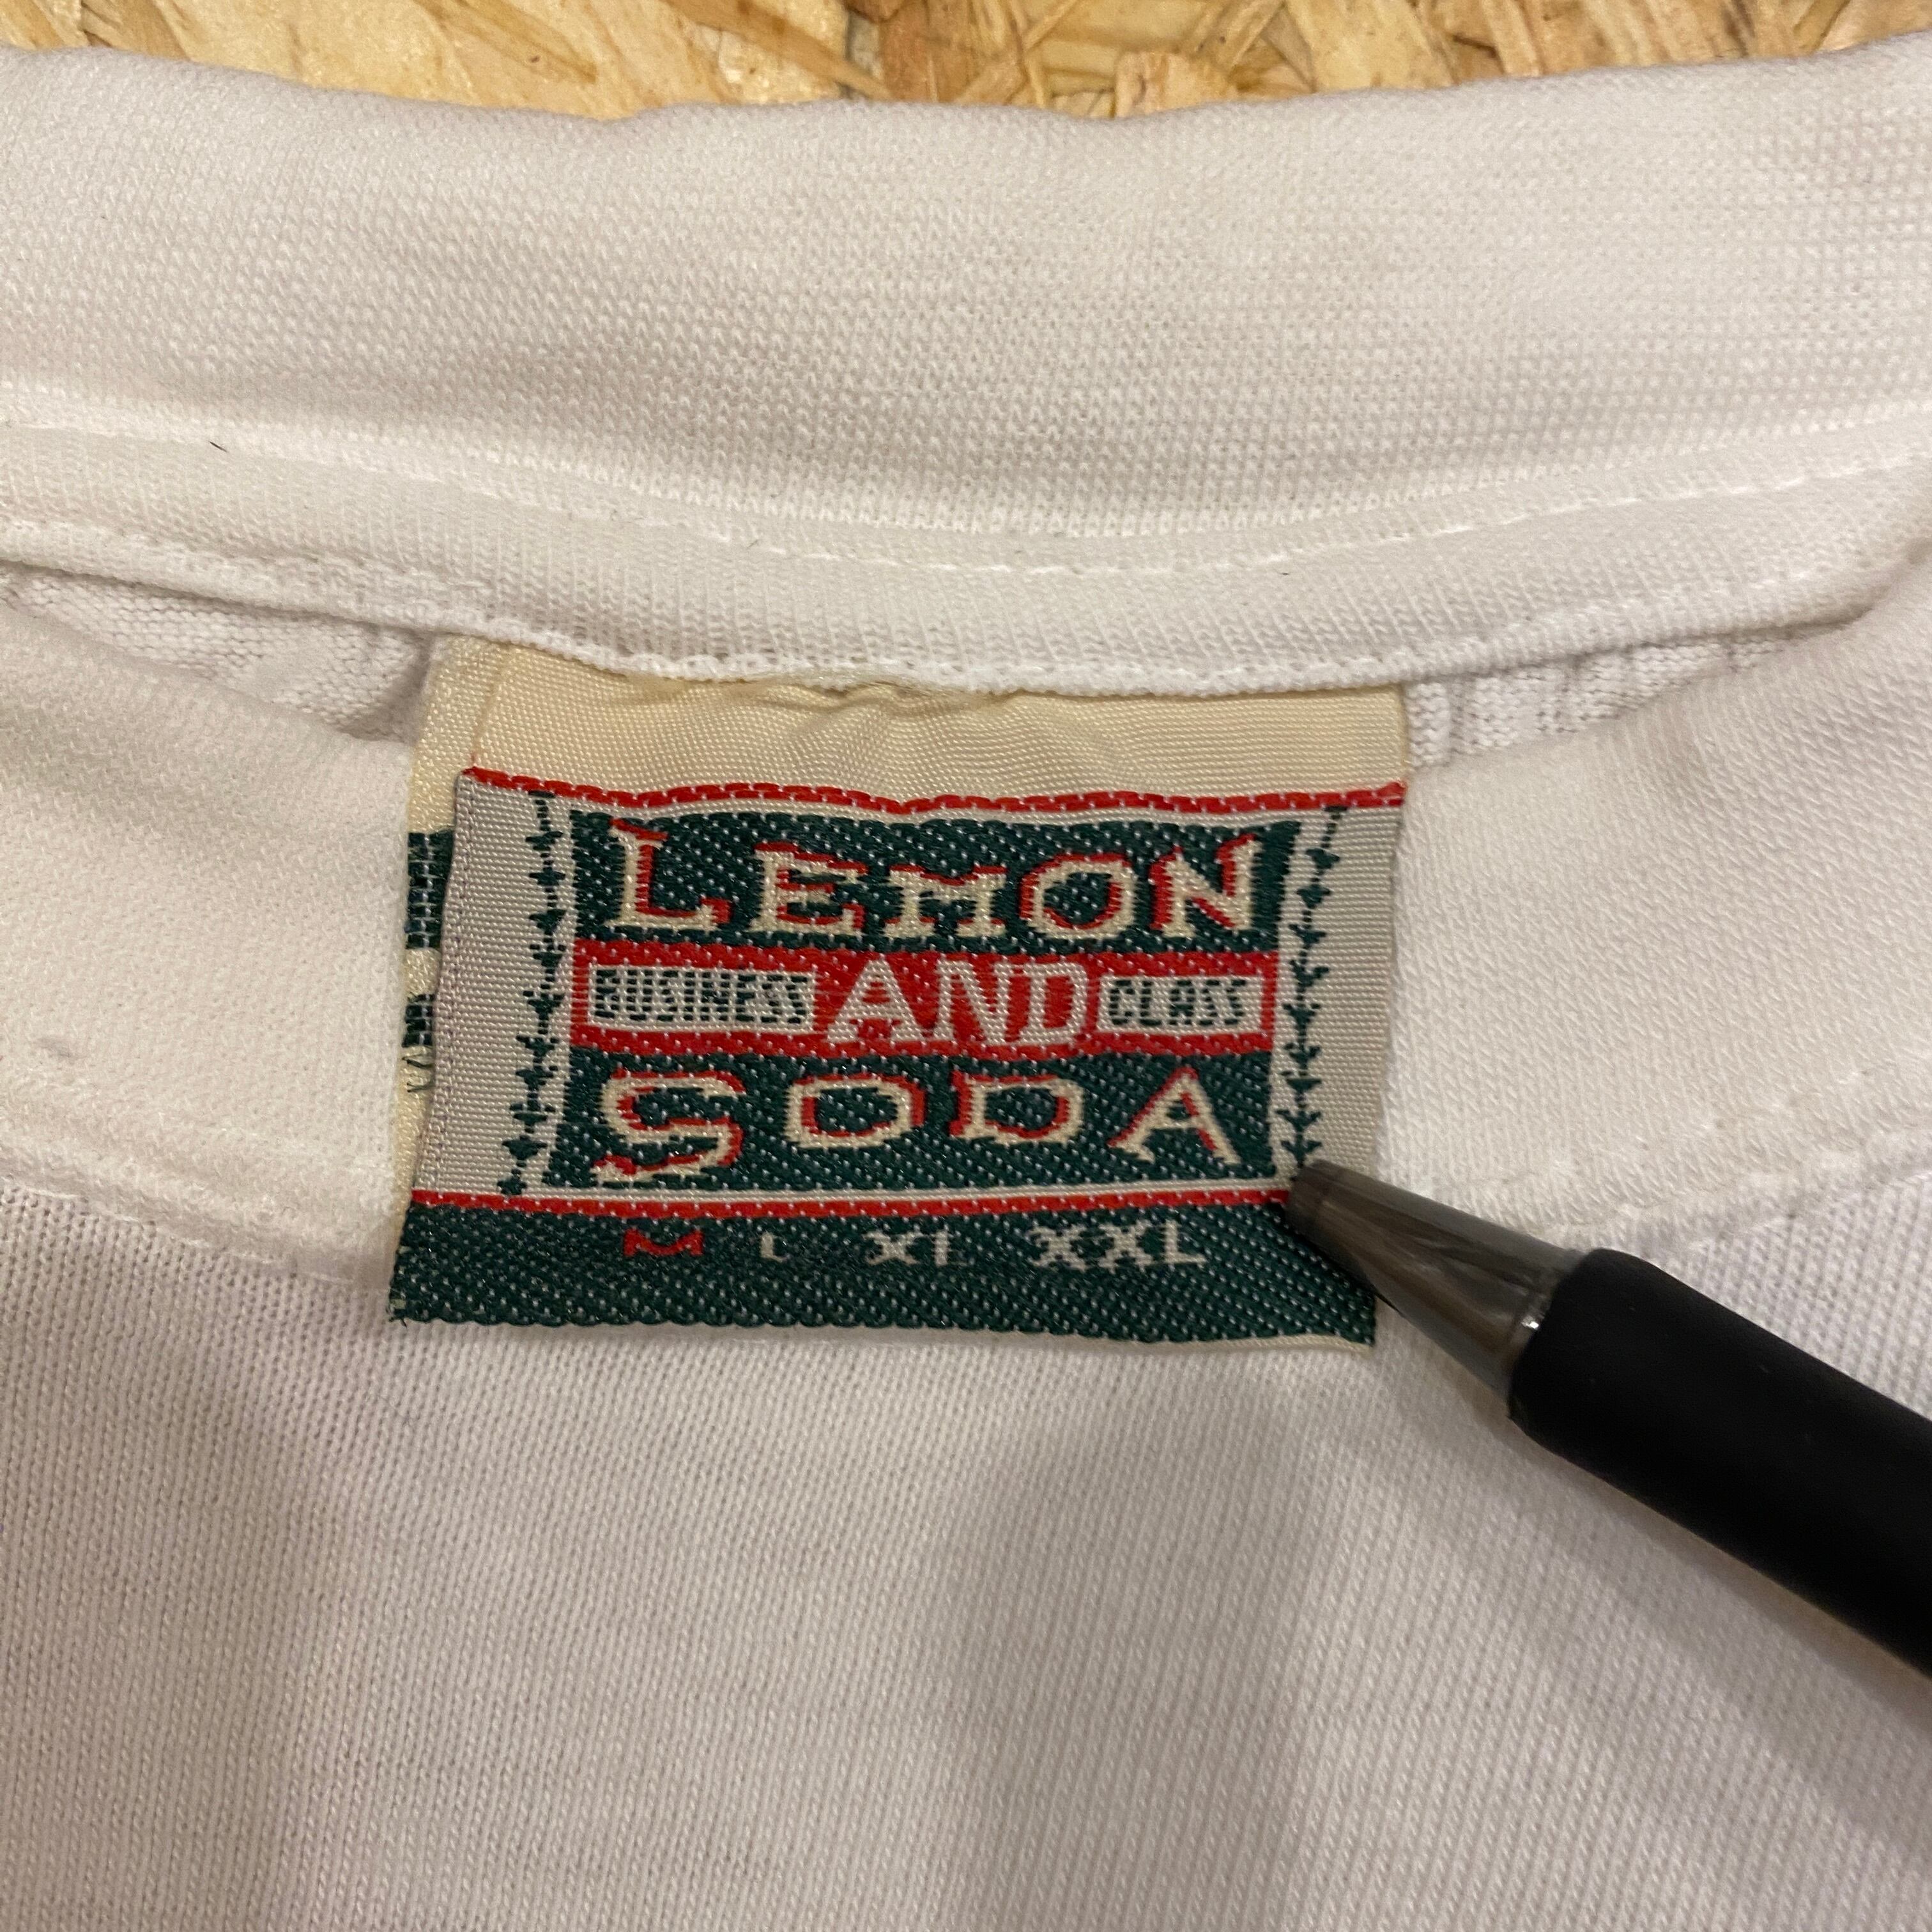 LEMON
BUSINESS AND CLASS
SODA
M L XL XXL